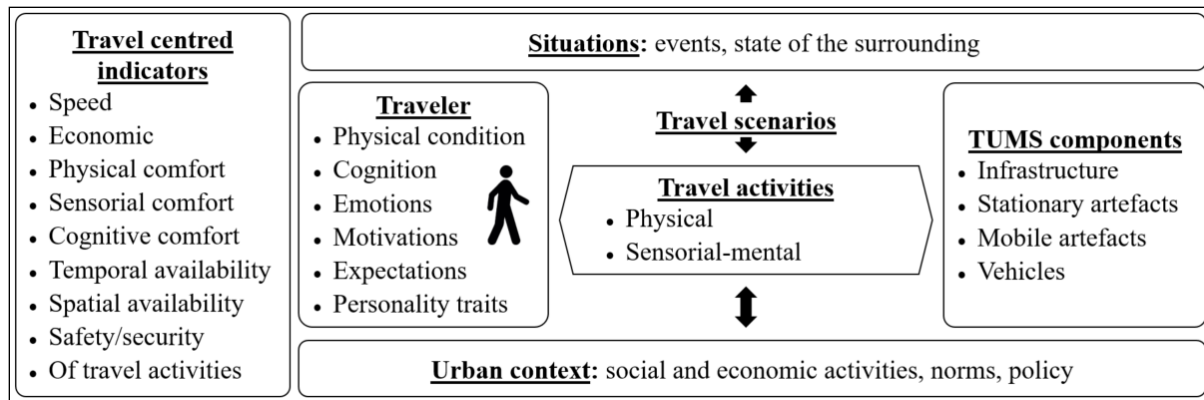 Travel centred
indicators
• Speed
• Economic
• Physical comfort
• Sensorial comfort
• Cognitive comfort
• Temporal availability
• Spatial availability
• Safety/security
• Of travel activities
Situations: events, state of the surrounding
Traveler
• Physical condition
• Cognition
• Emotions
• Motivations
• Expectations
• Personality traits
Travel scenarios
Travel activities
• Physical
• Sensorial-mental
TUMS components
• Infrastructure
• Stationary artefacts
• Mobile artefacts
• Vehicles
Urban context: social and economic activities, norms, policy